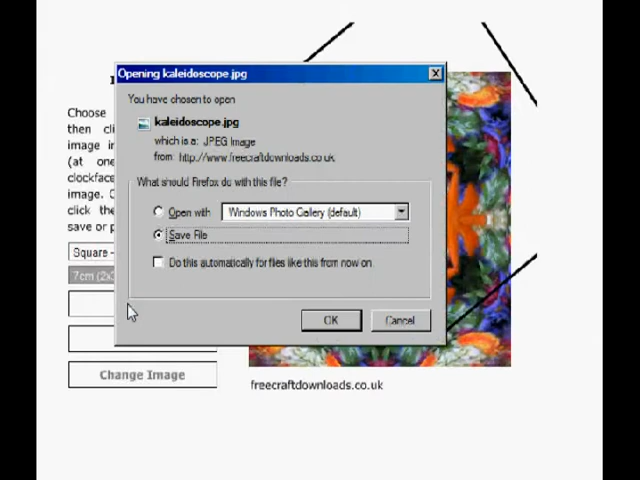 Opening kaleidoscope.jpg
You have chosen to open
kaleidoscope.jpg
which is a: JPEG Image
from: http://www.freecraftdownloads.co.uk
What should Firefox do with this file?
Open with Windows Photo Gallery (default)
Save File
Do this automatically for files like this from now on.
OK Cancel
Choose
then cli
image in
(at one
clockface
image. C
click the
save or p
Square -
7cm (2x
Change Image
freecraftdownloads.co.uk